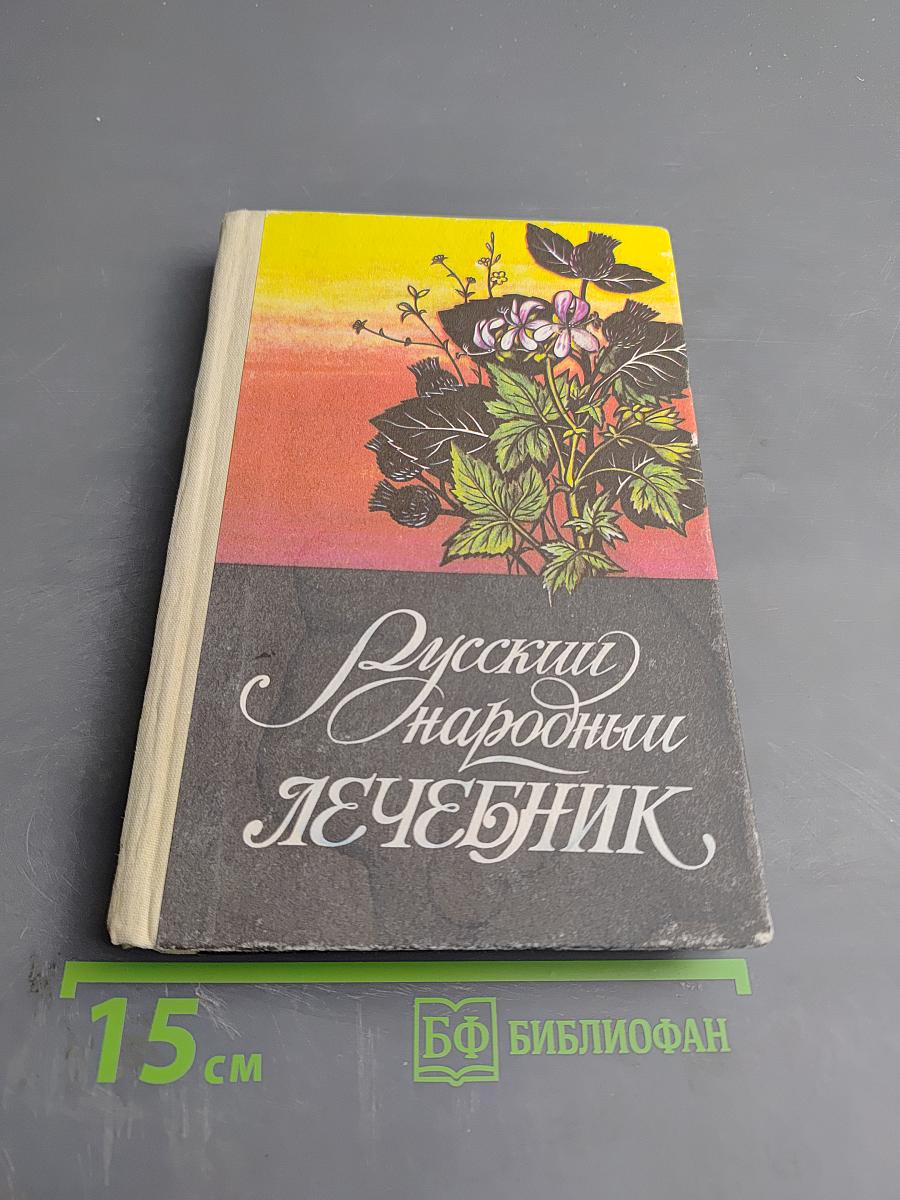 Русский
народный
ЛЕЧЕБНИК
15 см
БФ БИБЛИОФАН